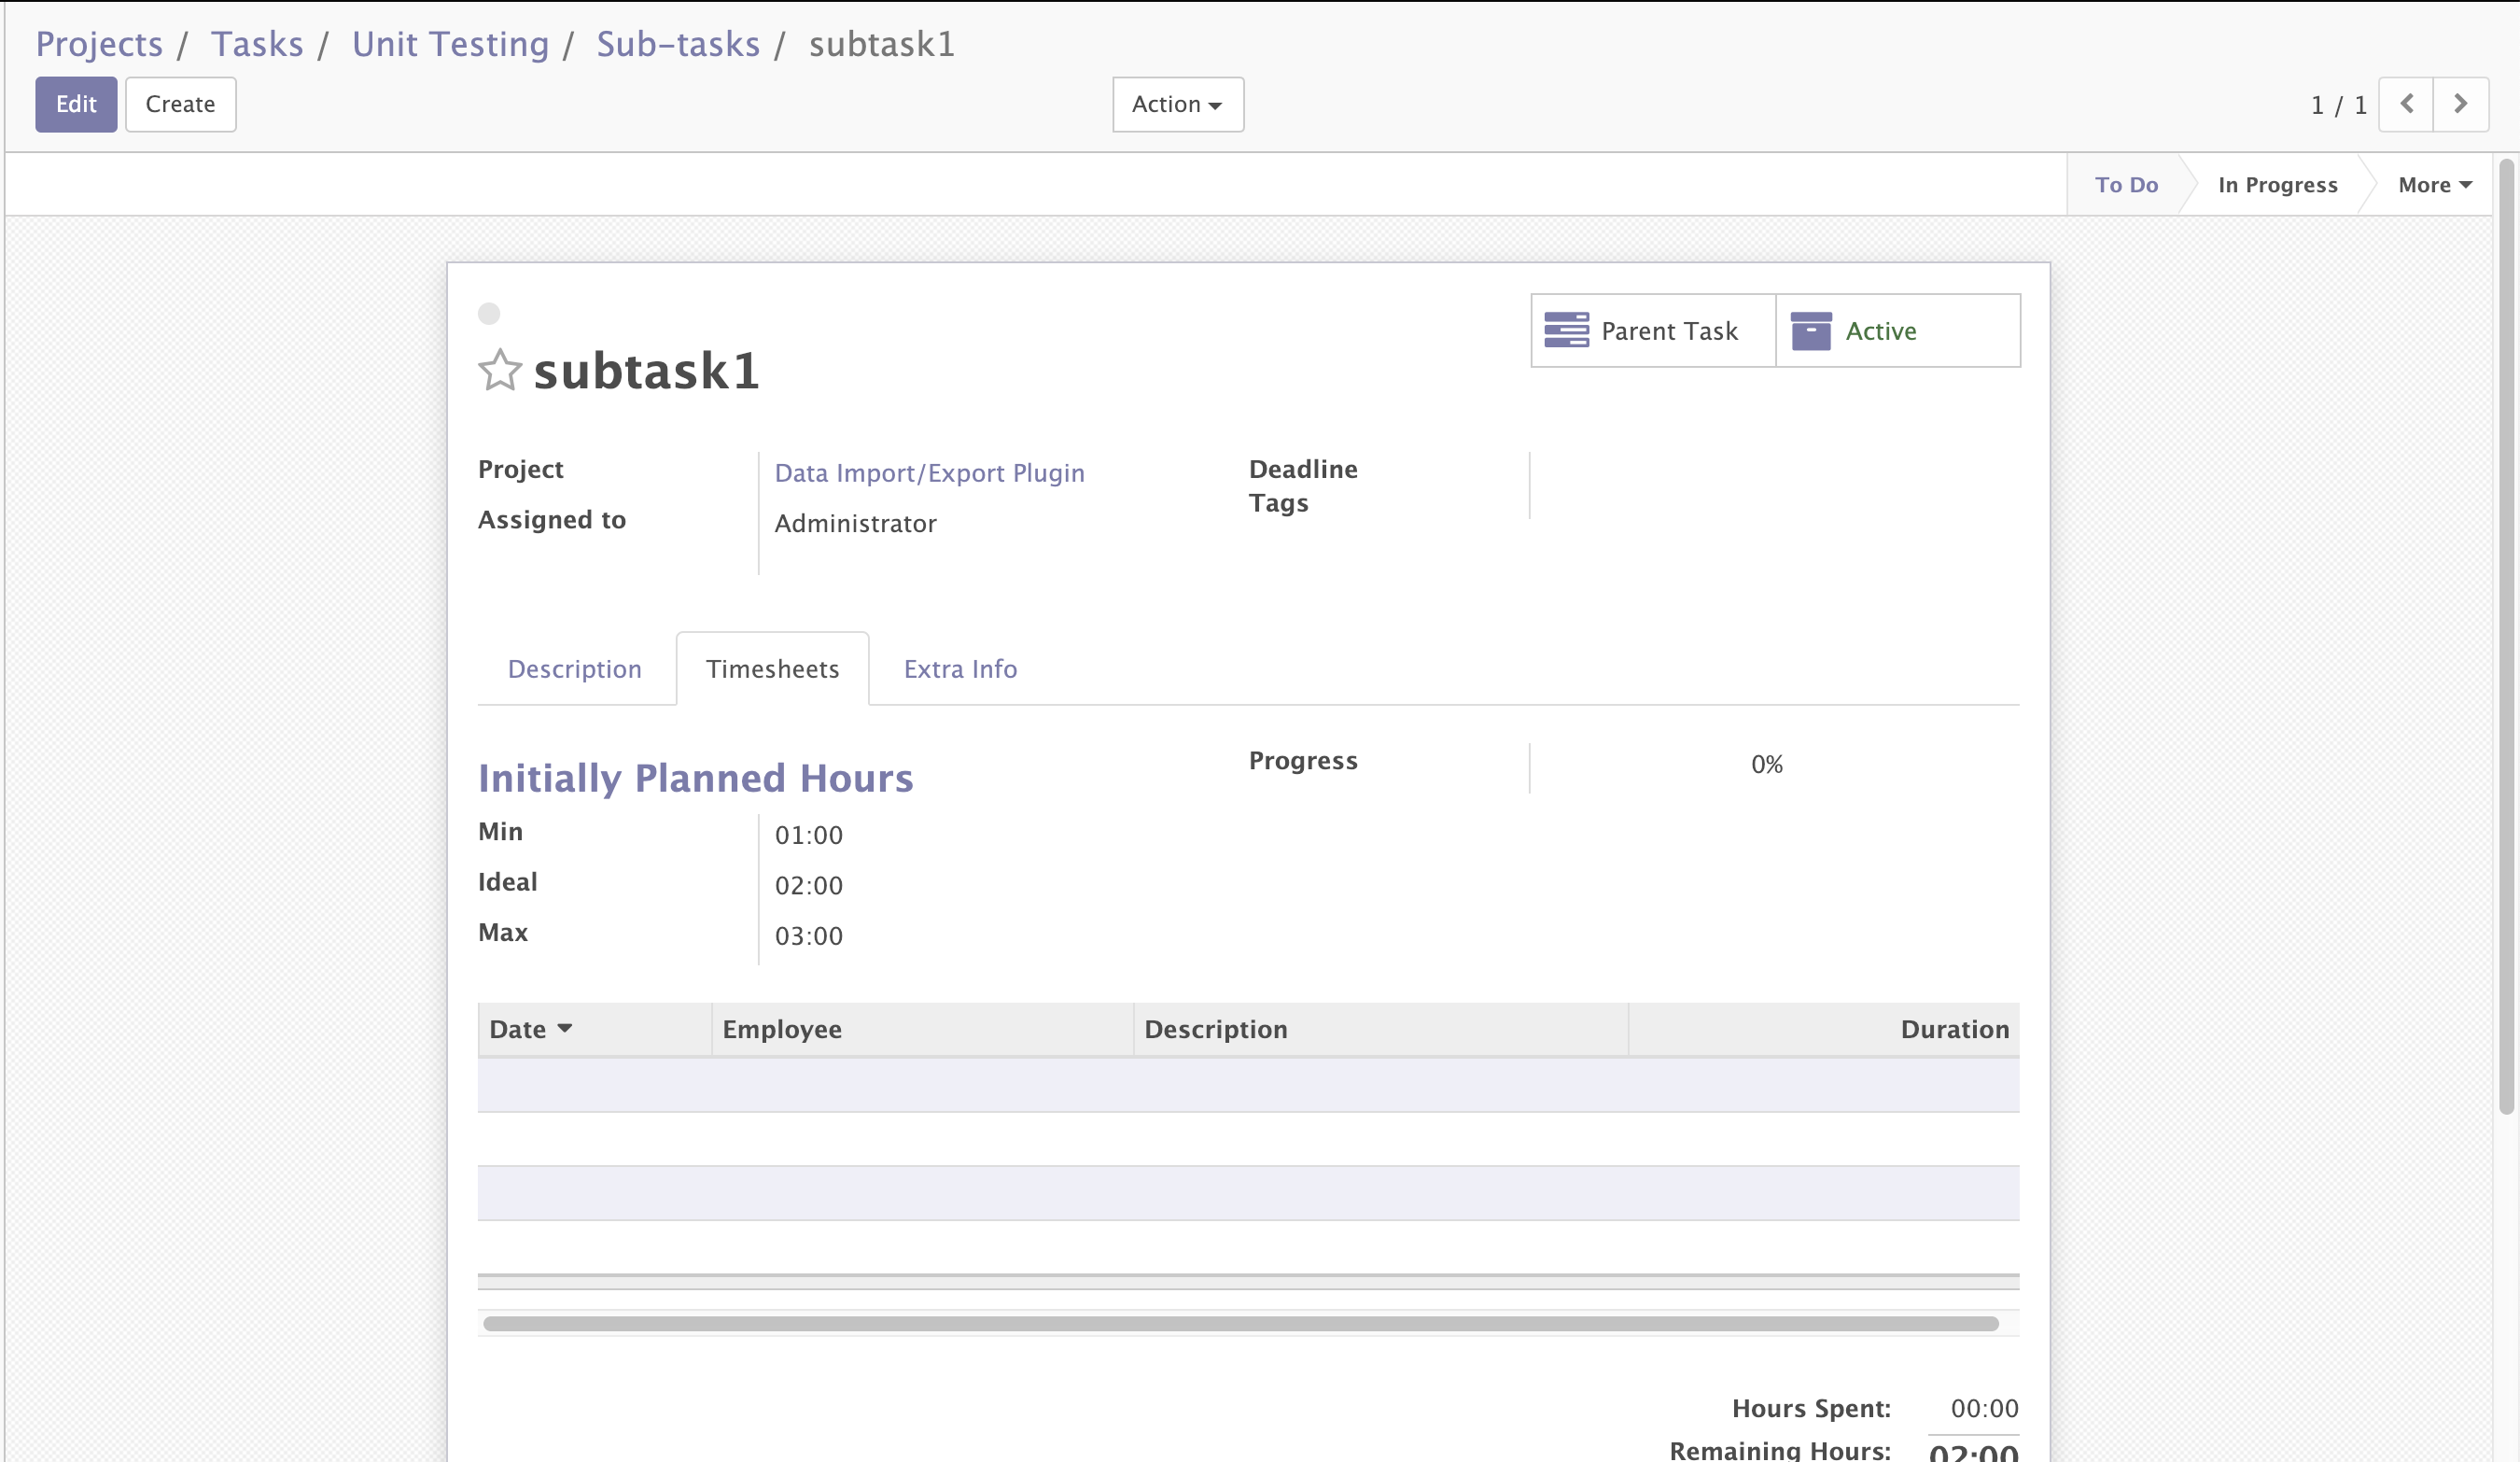 Projects / Tasks / Unit Testing / Sub-tasks / subtask1
Edit Create Action 1 / 1
To Do In Progress More
Parent Task Active
subtask1
Project Data Import/Export Plugin Deadline
Tags
Assigned to Administrator
Description Timesheets Extra Info
Progress 0%
Initially Planned Hours
Min 01:00
Ideal 02:00
Max 03:00
Date Employee Description Duration
Hours Spent: 00:00
Remaining Hours: 02:00